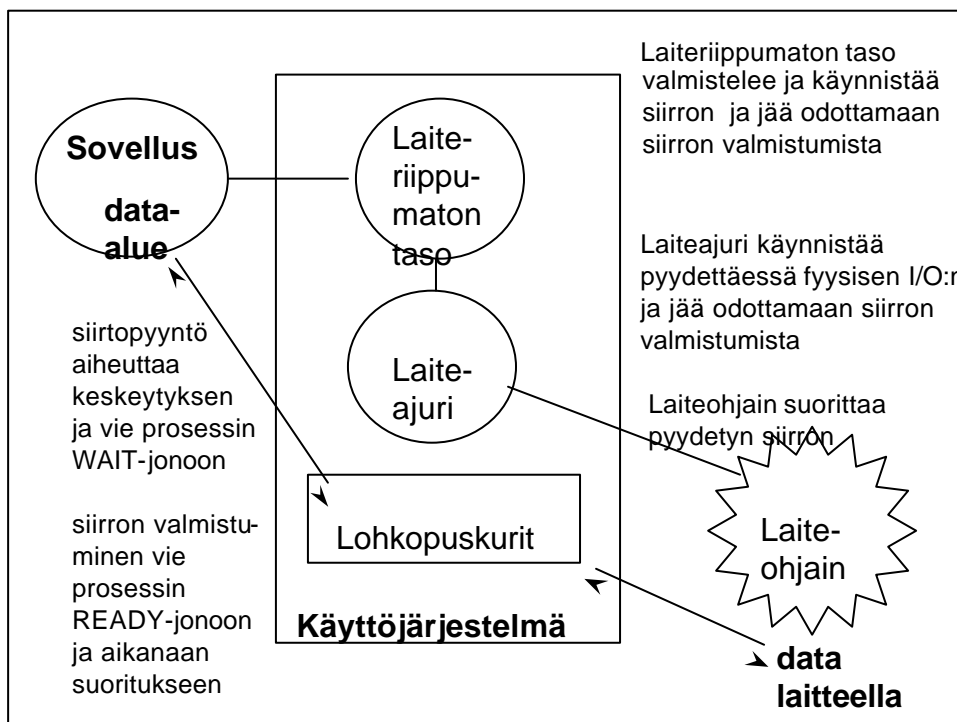 Laiteriippumaton taso
valmistelee ja käynnistää
siirron ja jää odottamaan
siirron valmistumista
Sovellus
data-
alue
Laite-
riippu-
maton
taso
Laiteajuri käynnistää
pyydettäessä fyysisen I/O:n
ja jää odottamaan siirron
valmistumista
siirtopyyntö
aiheuttaa
keskeytyksen
ja vie prosessin
WAIT-jonoon
Laite-
ajuri
Laiteohjain suorittaa
pyydetyn siirron
siirron valmistu-
minen vie
prosessin
READY-jonoon
ja aikanaan
suoritukseen
Lohkopuskurit
Käyttöjärjestelmä
Laite-
ohjain
data
laitteella